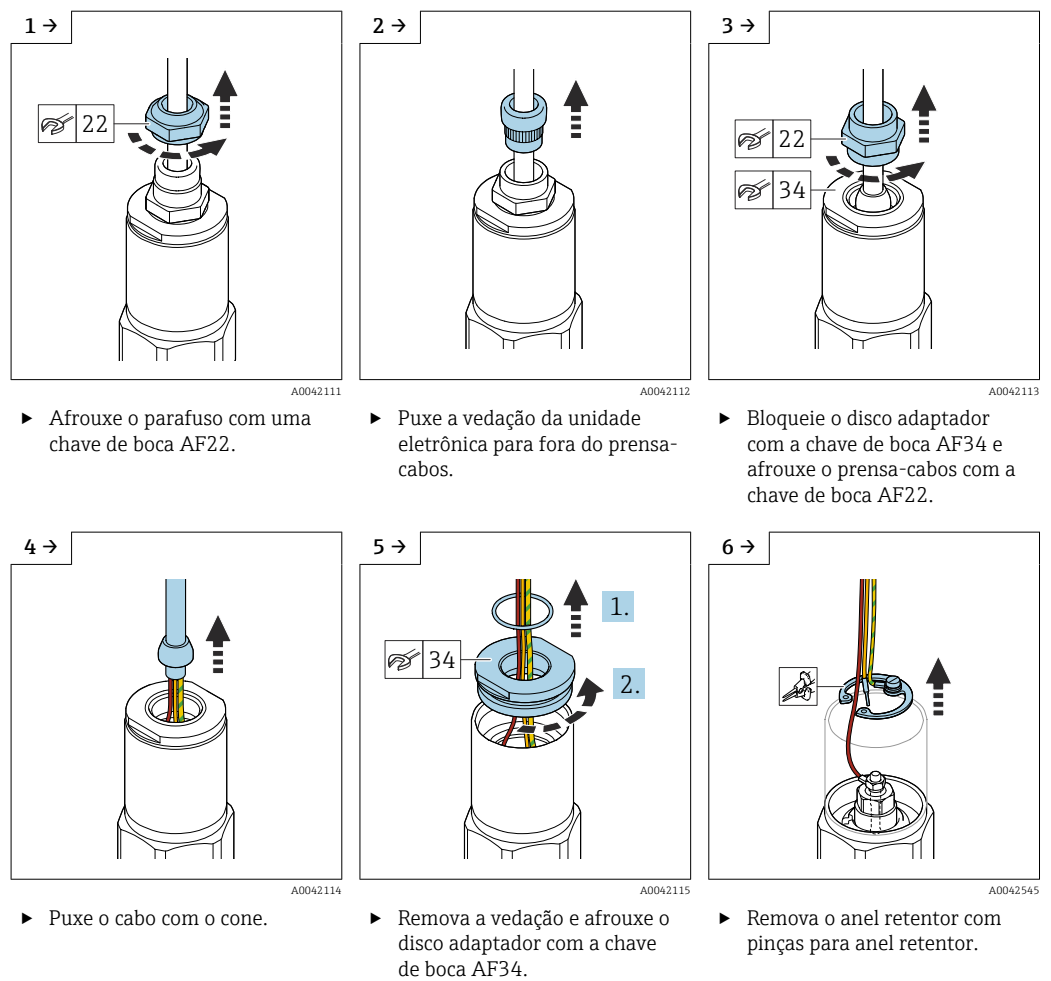 1 →
22
A0042111
▶ Afrouxe o parafuso com uma
chave de boca AF22.
2 →
A0042112
▶ Puxe a vedação da unidade
eletrônica para fora do prensa-
cabos.
3 →
22
34
A0042113
▶ Bloqueie o disco adaptador
com a chave de boca AF34 e
afrouxe o prensa-cabos com a
chave de boca AF22.
4 →
A0042114
▶ Puxe o cabo com o cone.
5 →
1.
34
2.
A0042115
▶ Remova a vedação e afrouxe o
disco adaptador com a chave
de boca AF34.
6 →
A0042545
▶ Remova o anel retentor com
pinças para anel retentor.